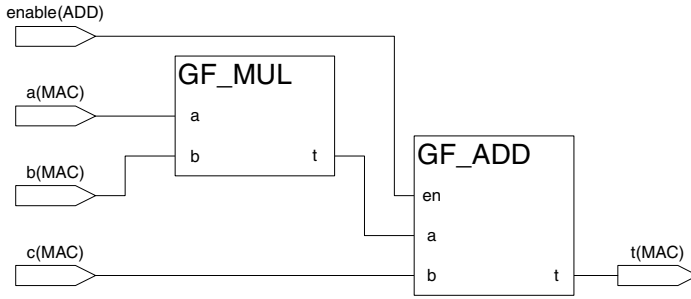 enable(ADD)
GF_MUL
a(MAC)
a
b
t
b(MAC)
GF_ADD
en
a
c(MAC)
b
t
t(MAC)